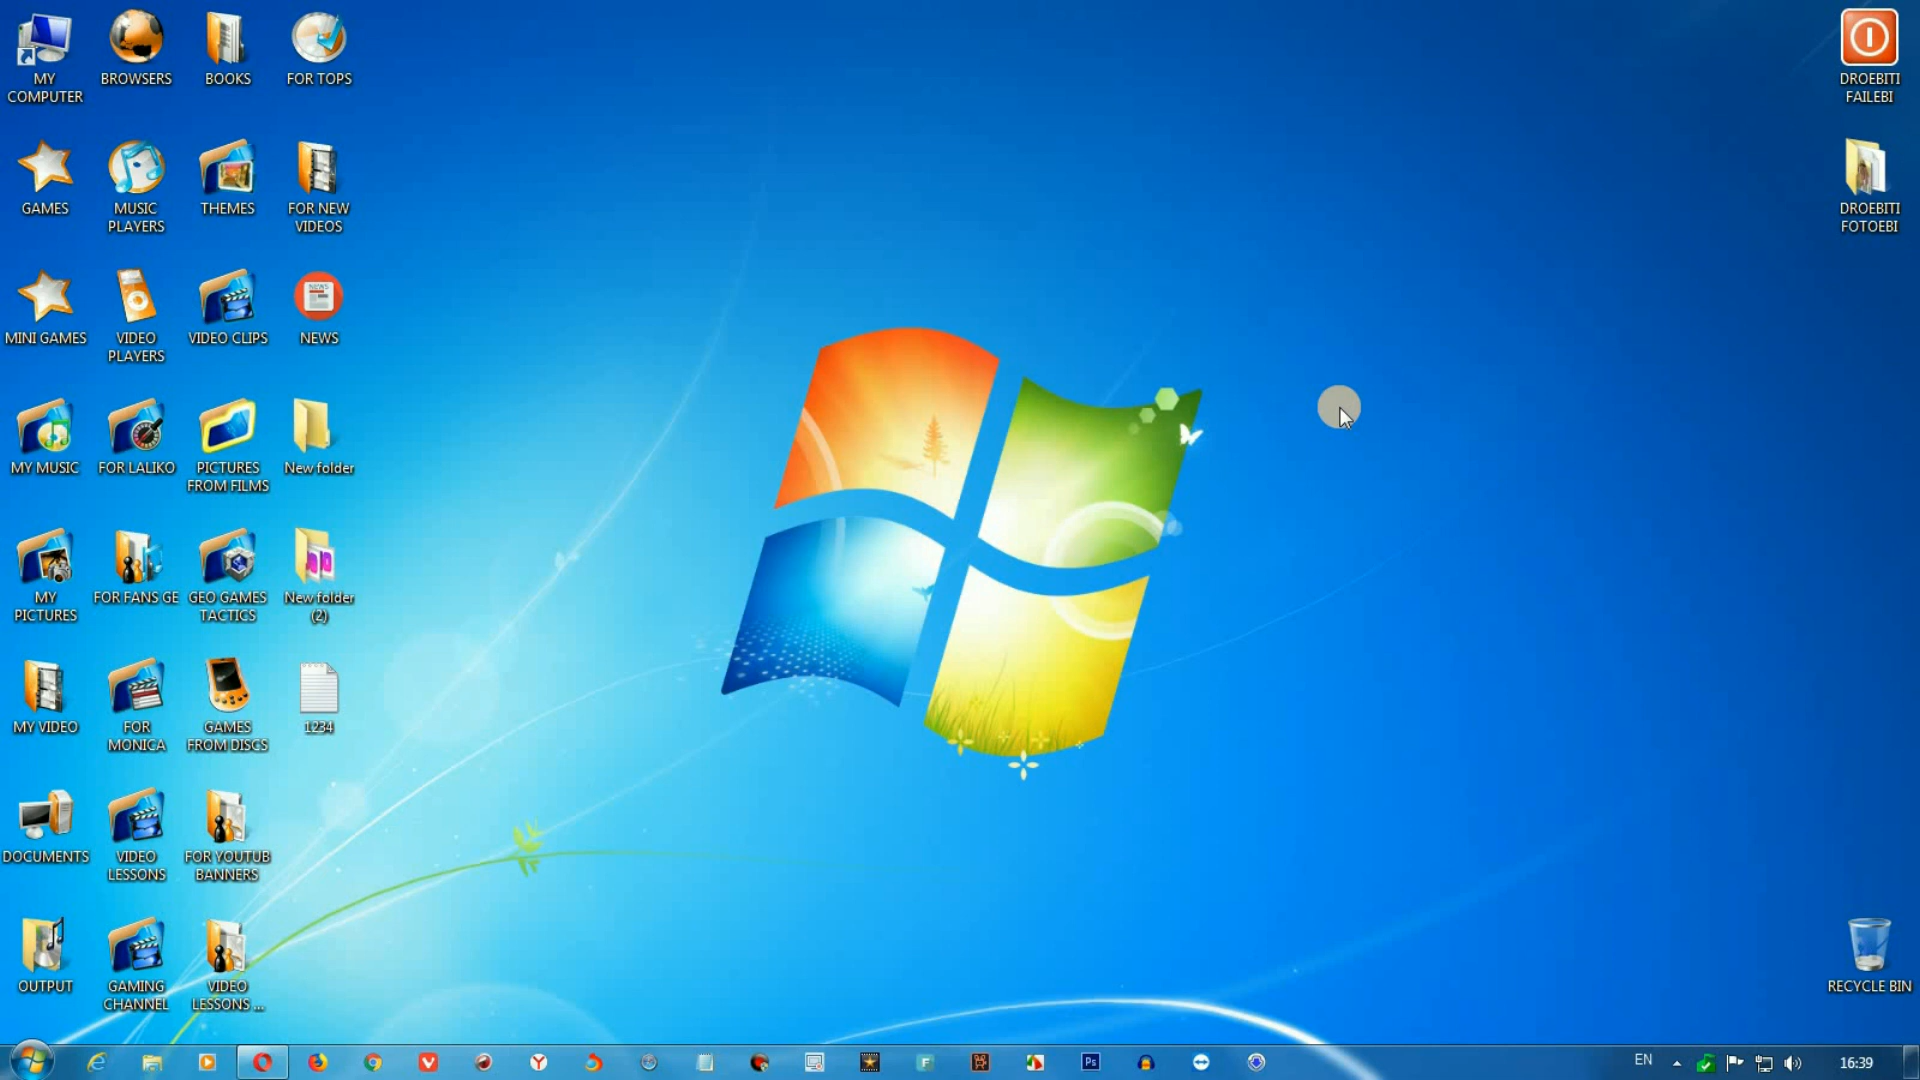 MY
COMPUTER
BROWSERS
BOOKS
FOR TOPS
DROEBITI
FAILEBI
GAMES
MUSIC
PLAYERS
THEMES
FOR NEW
VIDEOS
DROEBITI
FOTOEBI
MINI GAMES
VIDEO
PLAYERS
VIDEO CLIPS
NEWS
NEWS
MY MUSIC
FOR LALIKO
PICTURES
FROM FILMS
New folder
MY
PICTURES
FOR FANS GE
GEO GAMES
TACTICS
New folder
(2)
MY VIDEO
FOR
MONICA
GAMES
FROM DISCS
1234
DOCUMENTS
VIDEO
LESSONS
FOR YOUTUB
BANNERS
OUTPUT
GAMING
CHANNEL
VIDEO
LESSONS ...
RECYCLE BIN
Ps
EN
16:39